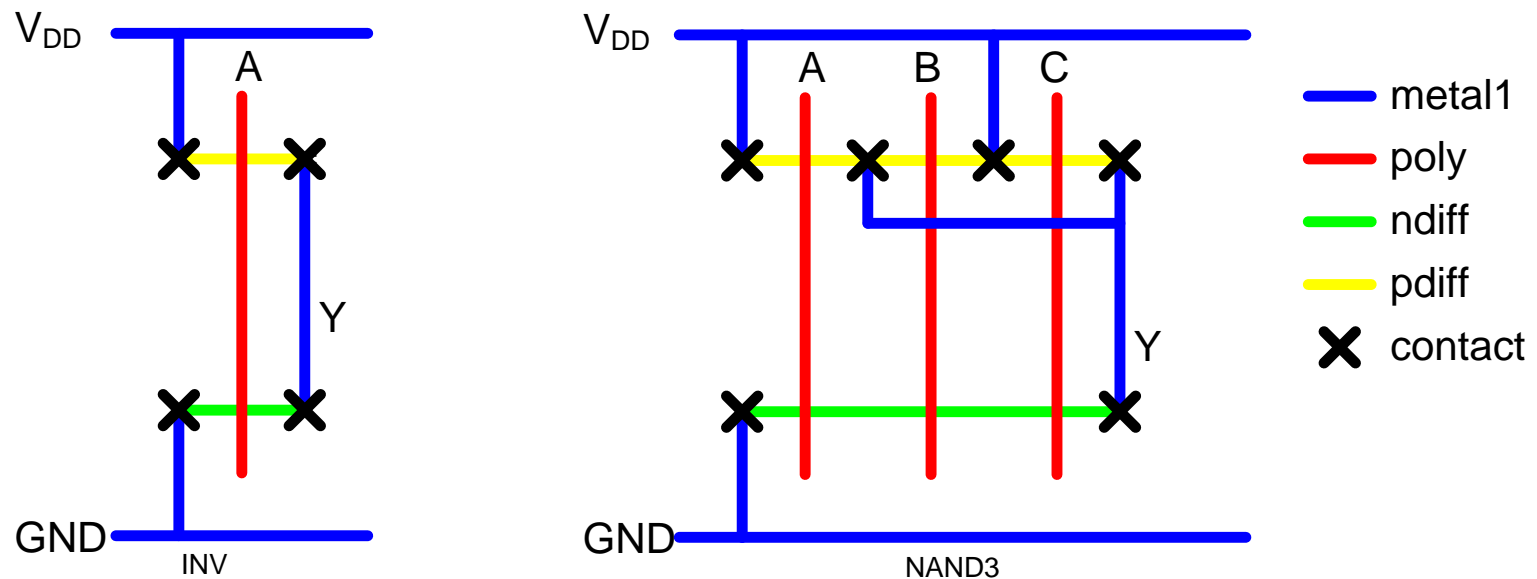 VDD
A
Y
GND
INV
VDD
A
B
C
Y
GND
NAND3
metal1
poly
ndiff
pdiff
contact